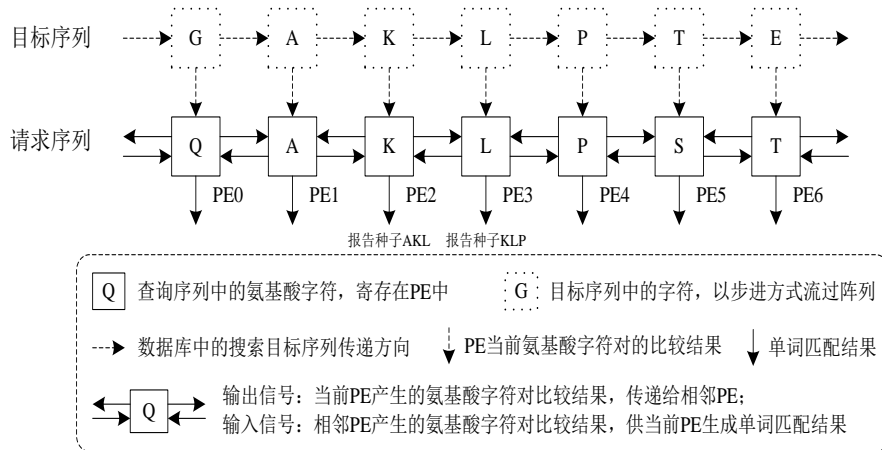 目标序列 G A K L P T E
请求序列 Q A K L P S T
PE0 PE1 PE2 PE3 PE4 PE5 PE6
报告种子AKL 报告种子KLP
Q 查询序列中的氨基酸字符，寄存在PE中 G 目标序列中的字符，以步进方式流过阵列
数据库中的搜索目标序列传递方向 PE当前氨基酸字符对的比较结果 单词匹配结果
输出信号：当前PE产生的氨基酸字符对比较结果，传递给相邻PE；
Q
输入信号：相邻PE产生的氨基酸字符对比较结果，供当前PE生成单词匹配结果